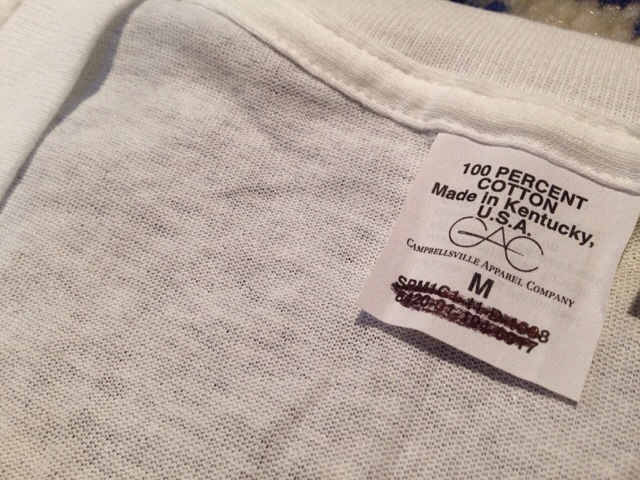 100 PERCENT
COTTON
Made in Kentucky,
U.S.A.
CAC
CAMPBELLSVILLE APPAREL COMPANY
M